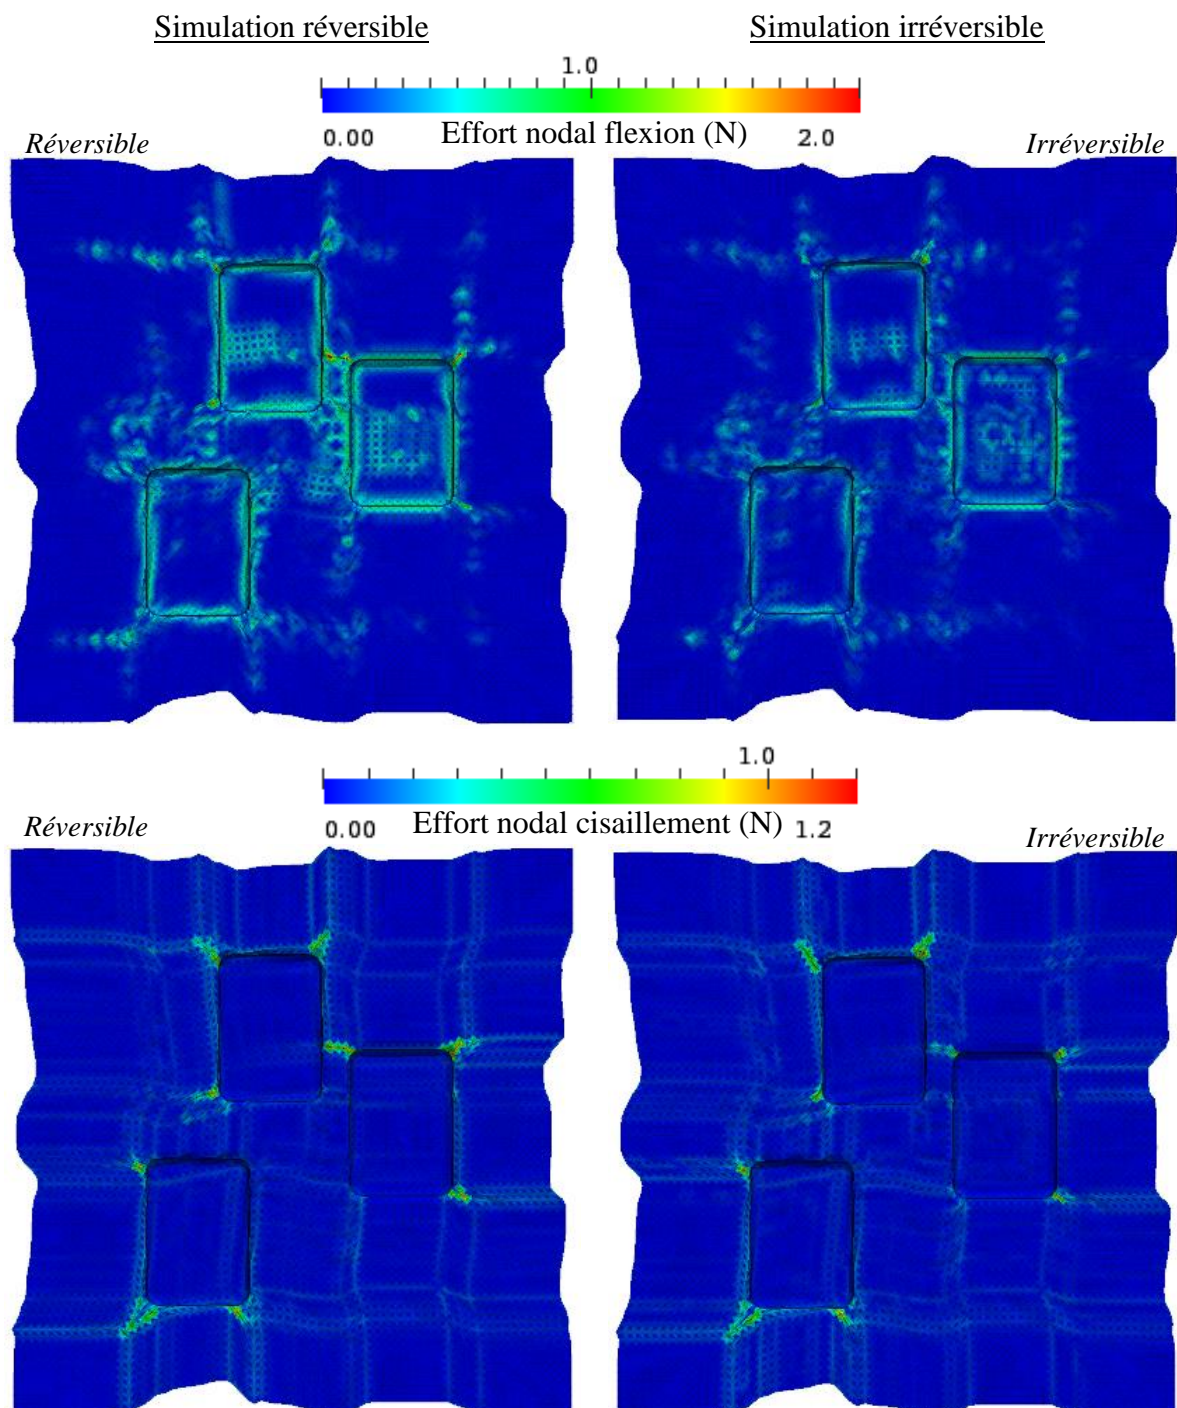 Simulation réversible
Simulation irréversible
1.0
0.00 Effort nodal flexion (N) 2.0
Réversible
Irréversible
1.0
0.00 Effort nodal cisaillement (N) 1.2
Réversible
Irréversible